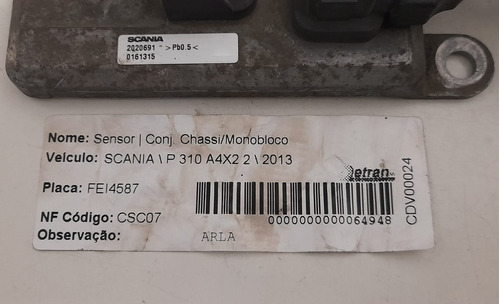 SCANIA
2020691 > Pb0.5 <
0161315
Nome: Sensor | Conj. Chassi/Monobloco
Veículo: SCANIA \ P 310 A4X2 2 \ 2013
Placa: FEI4587
NF Código: CSC07
Observação: ARLA
detran
0000000000064948
CDV00024